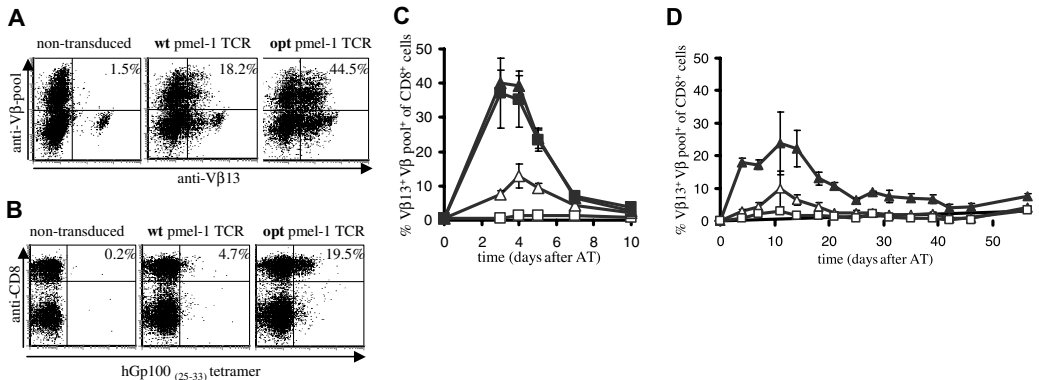 A
non-transduced
wt pmel-1 TCR
opt pmel-1 TCR
1.5%
18.2%
44.5%
anti-Vβ-pool
anti-Vβ13
B
non-transduced
wt pmel-1 TCR
opt pmel-1 TCR
0.2%
4.7%
19.5%
anti-CD8
hGp100 (25-33) tetramer
C
% Vβ13⁺ Vβ pool⁺ of CD8⁺ cells
50
40
30
20
10
0
0 2 4 6 8 10
time (days after AT)
D
% Vβ13⁺ Vβ pool⁺ of CD8⁺ cells
50
40
30
20
10
0
0 10 20 30 40 50
time (days after AT)